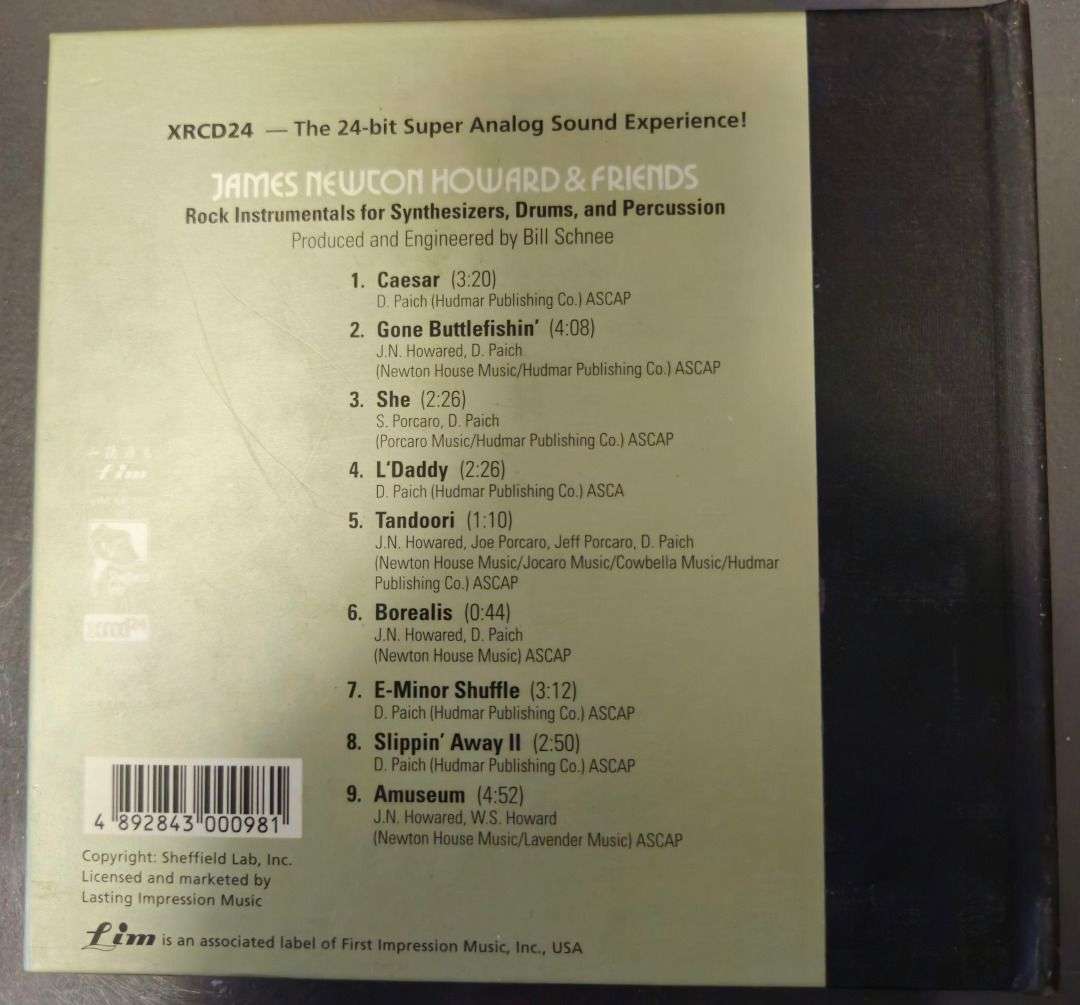 XRCD24 — The 24-bit Super Analog Sound Experience!
JAMES NEWTON HOWARD & FRIENDS
Rock Instrumentals for Synthesizers, Drums, and Percussion
Produced and Engineered by Bill Schnee
1. Caesar (3:20)
D. Paich (Hudmar Publishing Co.) ASCAP
2. Gone Buttlefishin' (4:08)
J.N. Howared, D. Paich
(Newton House Music/Hudmar Publishing Co.) ASCAP
3. She (2:26)
S. Porcaro, D. Paich
(Porcaro Music/Hudmar Publishing Co.) ASCAP
4. L'Daddy (2:26)
D. Paich (Hudmar Publishing Co.) ASCA
5. Tandoori (1:10)
J.N. Howared, Joe Porcaro, Jeff Porcaro, D. Paich
(Newton House Music/Jocaro Music/Cowbella Music/Hudmar
Publishing Co.) ASCAP
6. Borealis (0:44)
J.N. Howared, D. Paich
(Newton House Music) ASCAP
7. E-Minor Shuffle (3:12)
D. Paich (Hudmar Publishing Co.) ASCAP
8. Slippin' Away II (2:50)
D. Paich (Hudmar Publishing Co.) ASCAP
9. Amuseum (4:52)
J.N. Howared, W.S. Howard
(Newton House Music/Lavender Music) ASCAP
lim
4 892843 000981
Copyright: Sheffield Lab, Inc.
Licensed and marketed by
Lasting Impression Music
lim is an associated label of First Impression Music, Inc., USA